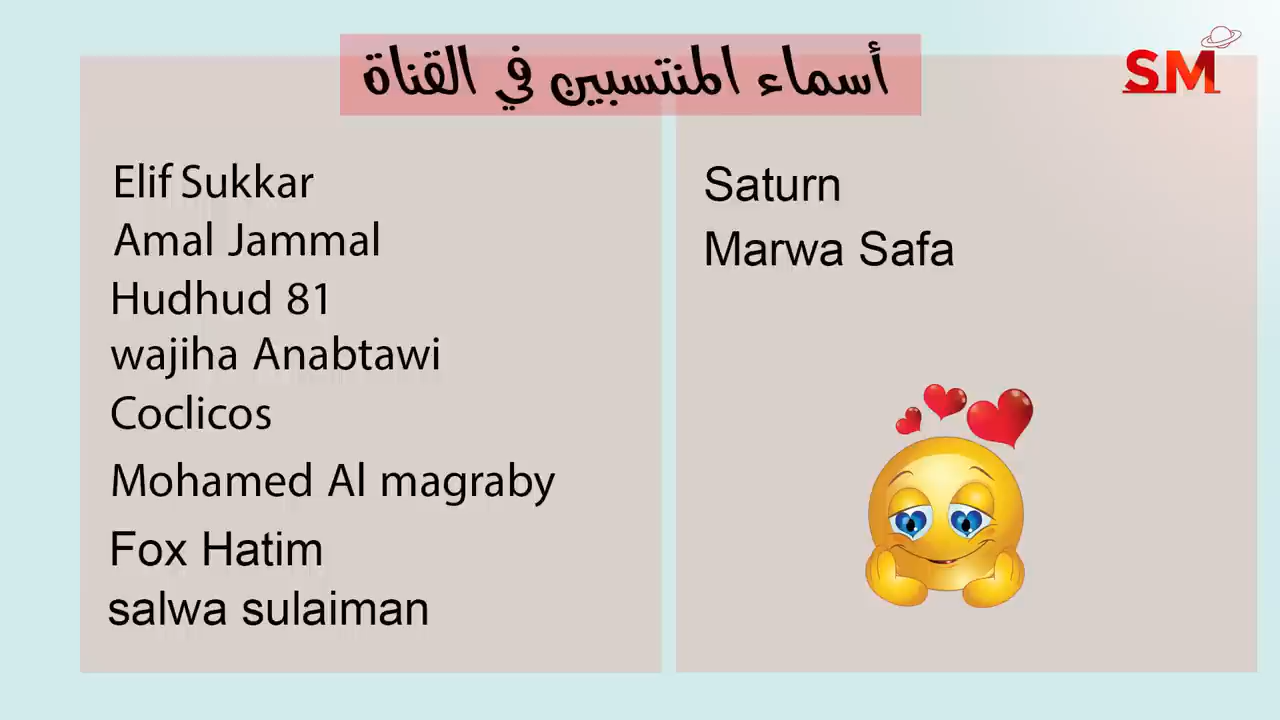 أسماء المنتسبين في القناة
SM
Elif Sukkar
Amal Jammal
Hudhud 81
wajiha Anabtawi
Coclicos
Mohamed Al magraby
Fox Hatim
salwa sulaiman
Saturn
Marwa Safa